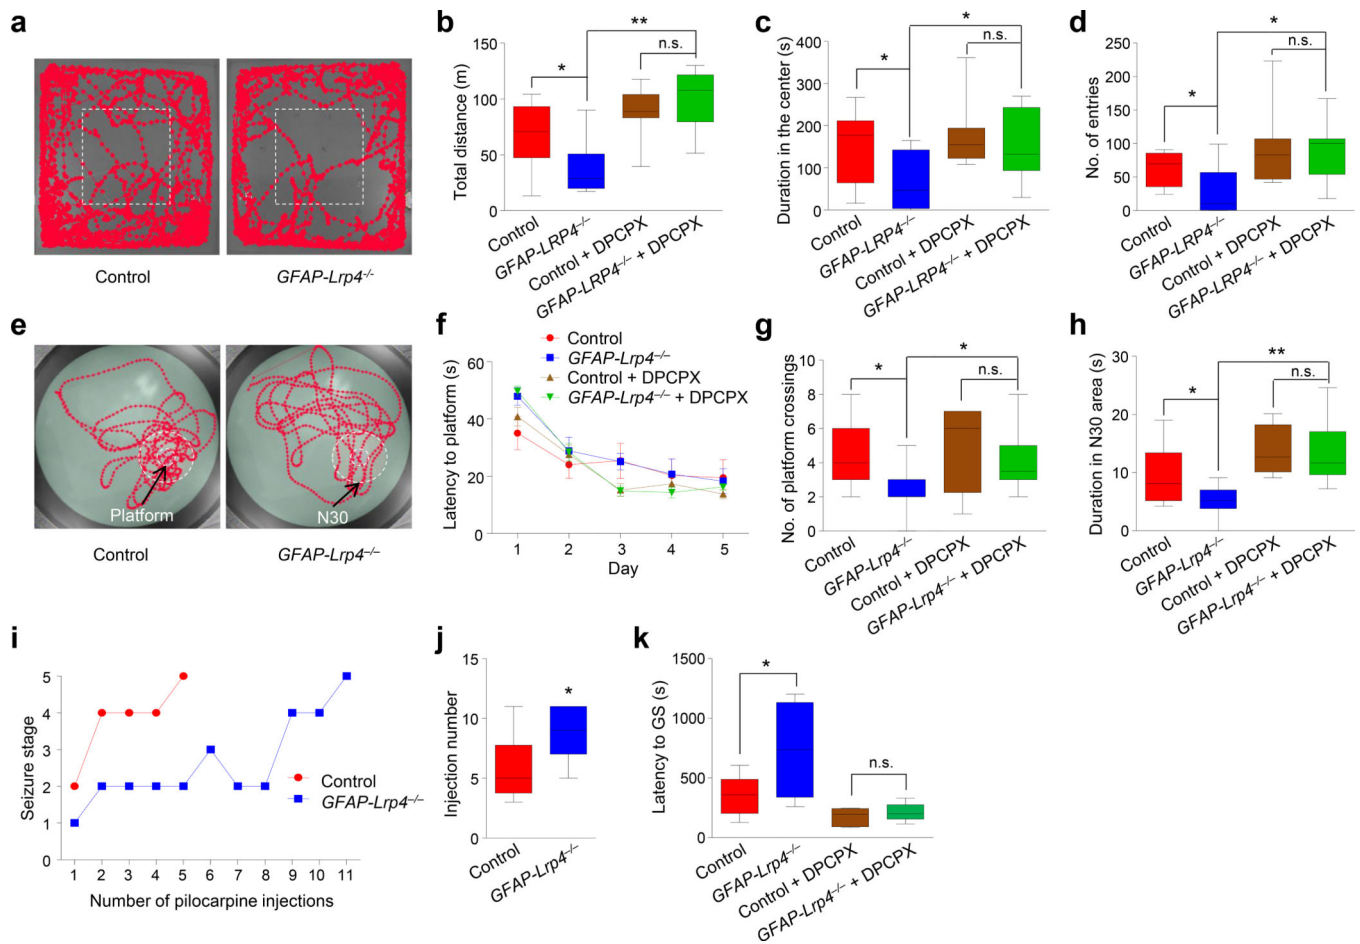 a
Control
GFAP-Lrp4-/-
b
Total distance (m)
150
100
50
0
*
**
n.s.
Control
GFAP-LRP4-/-
Control + DPCPX
GFAP-LRP4-/- + DPCPX
c
Duration in the center (s)
400
300
200
100
0
*
*
n.s.
Control
GFAP-LRP4-/-
Control + DPCPX
GFAP-LRP4-/- + DPCPX
d
No. of entries
250
200
150
100
50
0
*
*
n.s.
Control
GFAP-LRP4-/-
Control + DPCPX
GFAP-LRP4-/- + DPCPX
e
Platform
N30
Control
GFAP-Lrp4–/–
f
Control
GFAP-Lrp4–/–
Control + DPCPX
GFAP-Lrp4–/– + DPCPX
Latency to platform (s)
60
40
20
0
1 2 3 4 5
Day
g
No. of platform crossings
10
8
6
4
2
0
*
*
n.s.
Control
GFAP-Lrp4–/–
Control + DPCPX
GFAP-Lrp4–/– + DPCPX
h
Duration in N30 area (s)
30
20
10
0
*
**
n.s.
Control
GFAP-Lrp4–/–
Control + DPCPX
GFAP-Lrp4–/– + DPCPX
i
Seizure stage
5
4
3
2
1
0
Control
GFAP-Lrp4–/–
1 2 3 4 5 6 7 8 9 10 11
Number of pilocarpine injections
j
Injection number
15
10
5
0
*
Control
GFAP-Lrp4–/–
k
Latency to GS (s)
1500
1000
500
0
*
n.s.
Control
GFAP-Lrp4–/–
Control + DPCPX
GFAP-Lrp4–/– + DPCPX